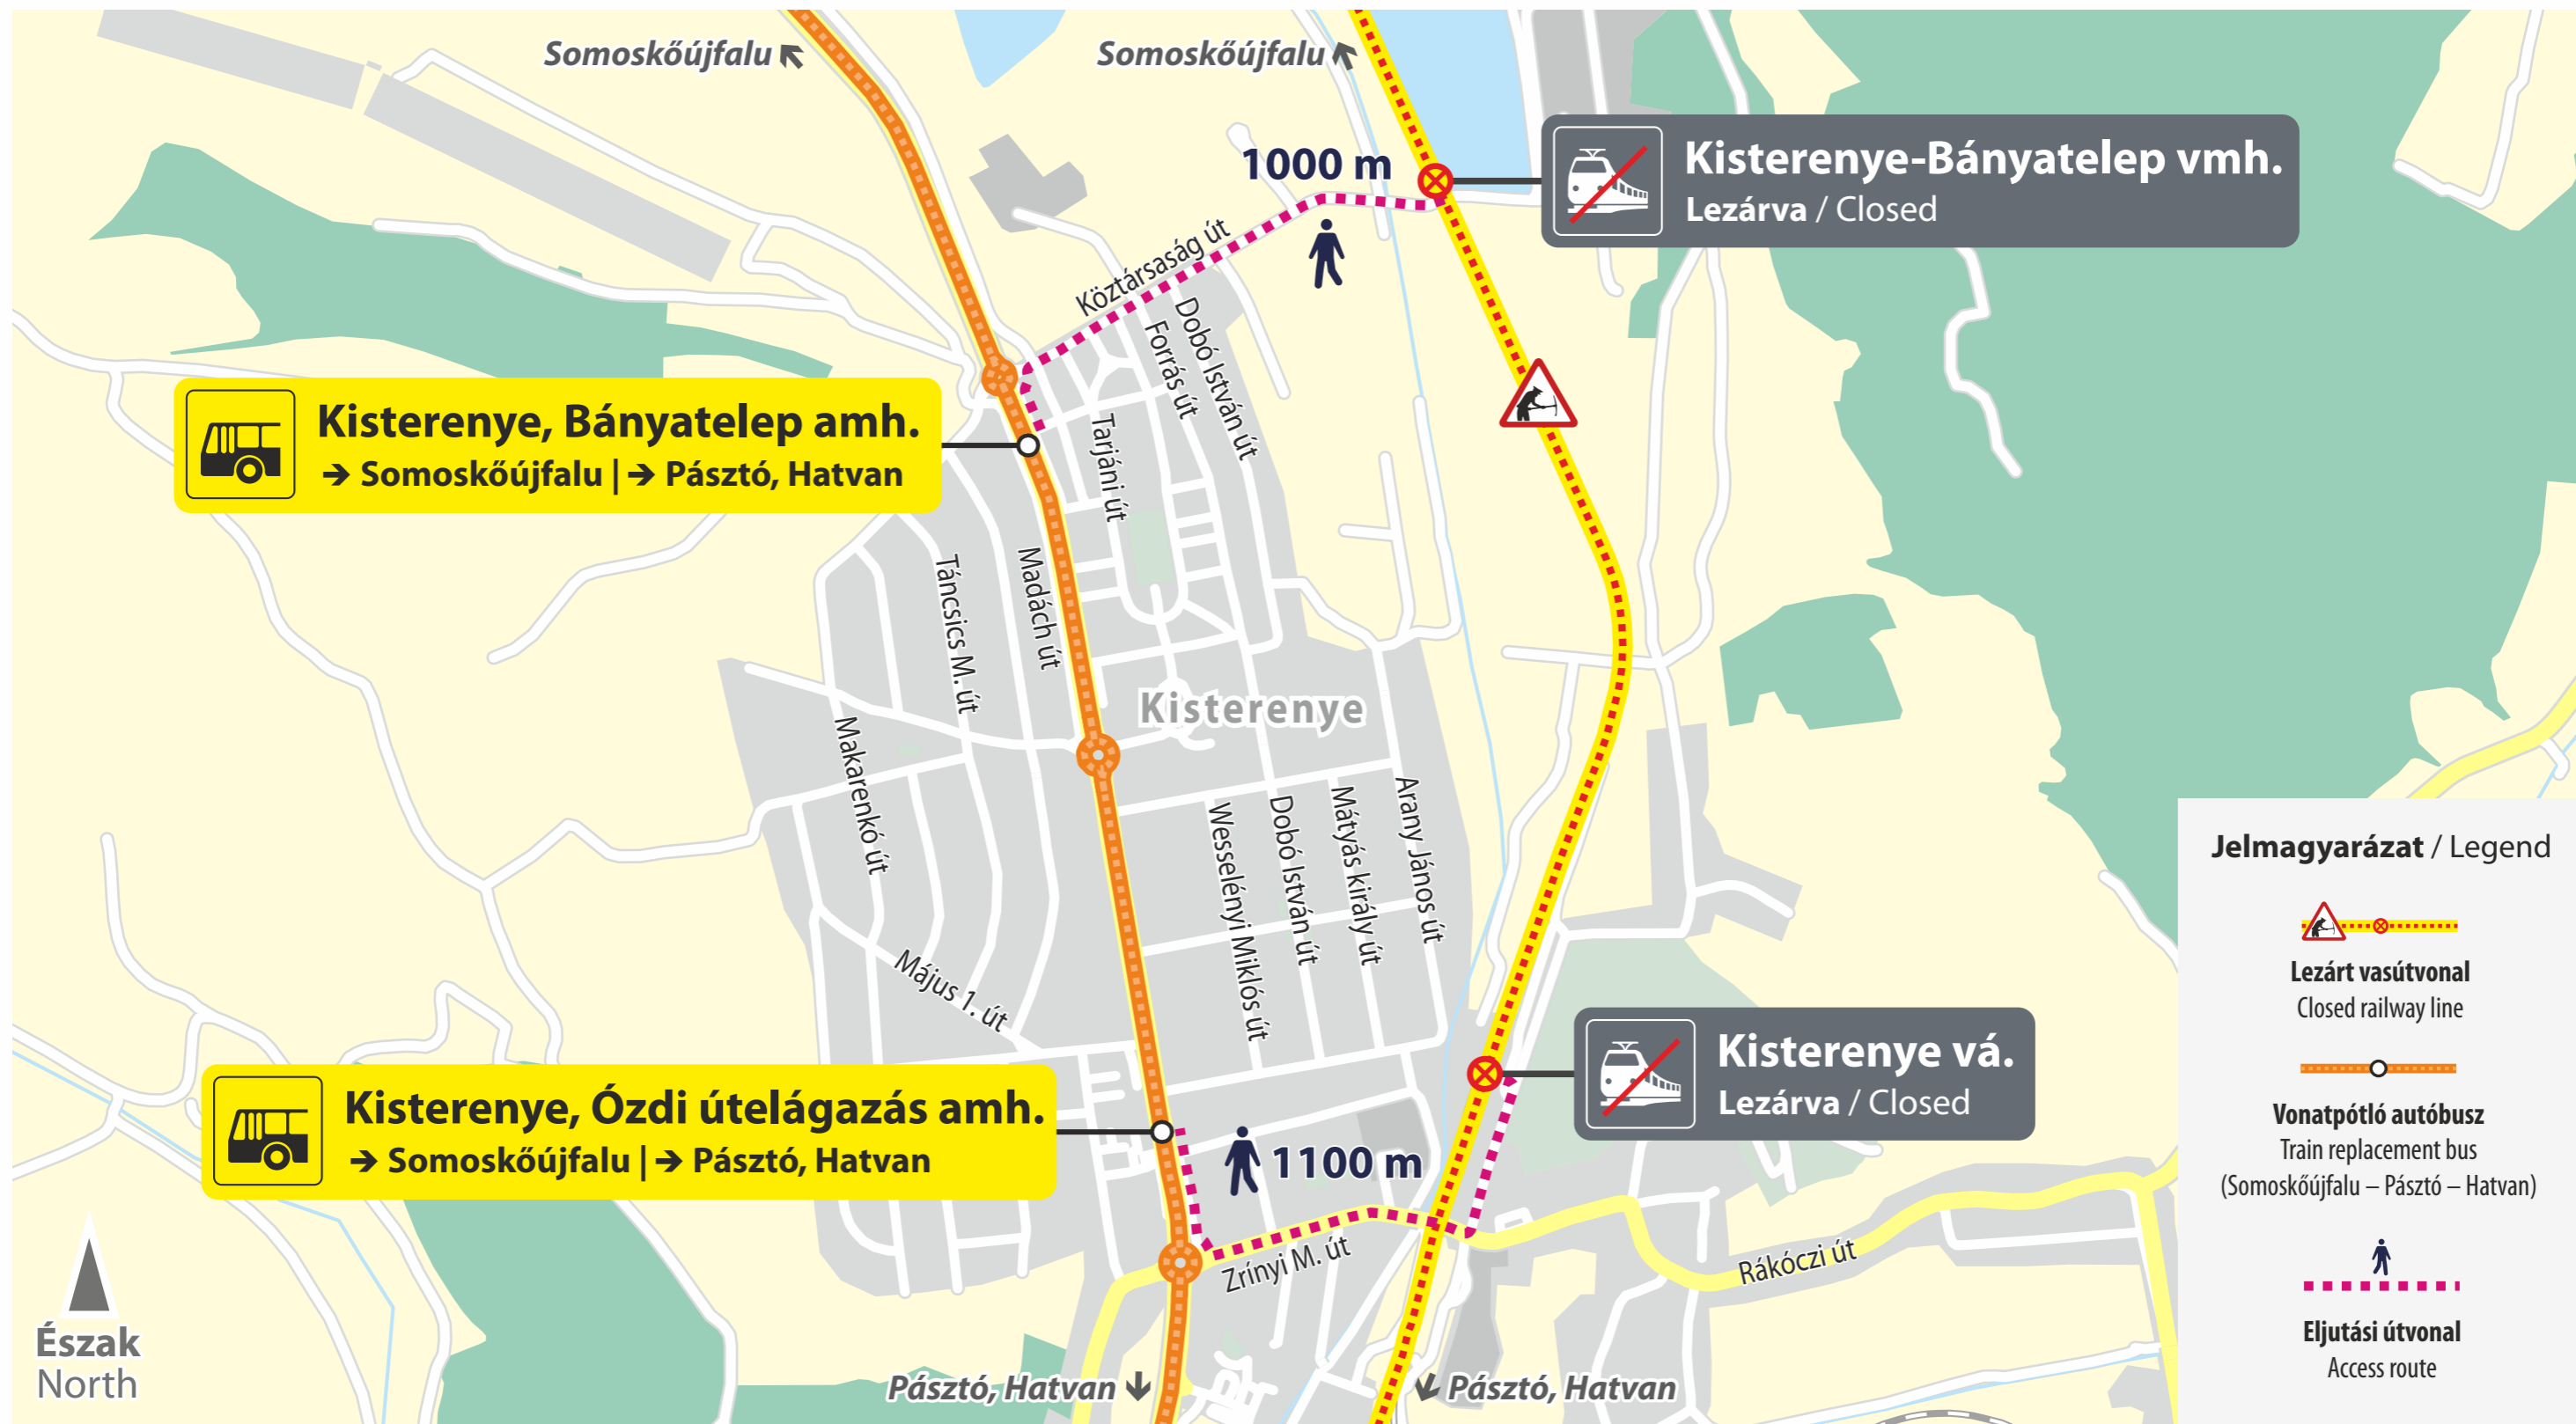 Somoskőújfalu
Somoskőújfalu
1000 m
Kisterenye-Bányatelep vmh.
Lezárva / Closed
Köztársaság út
Dobó István út
Forrás út
Tarjáni út
Kisterenye, Bányatelep amh.
→ Somoskőújfalu | → Pásztó, Hatvan
Madách út
Táncsics M. út
Makarenkó út
Kisterenye
Arany János út
Mátyás király út
Dobó István út
Wesselényi Miklós út
Május 1. út
Kisterenye vá.
Lezárva / Closed
Kisterenye, Ózdi útelágazás amh.
→ Somoskőújfalu | → Pásztó, Hatvan
1100 m
Zrínyi M. út
Rákóczi út
Észak
North
Pásztó, Hatvan
Pásztó, Hatvan
Jelmagyarázat / Legend
Lezárt vasútvonal
Closed railway line
Vonatpótló autóbusz
Train replacement bus
(Somoskőújfalu – Pásztó – Hatvan)
Eljutási útvonal
Access route